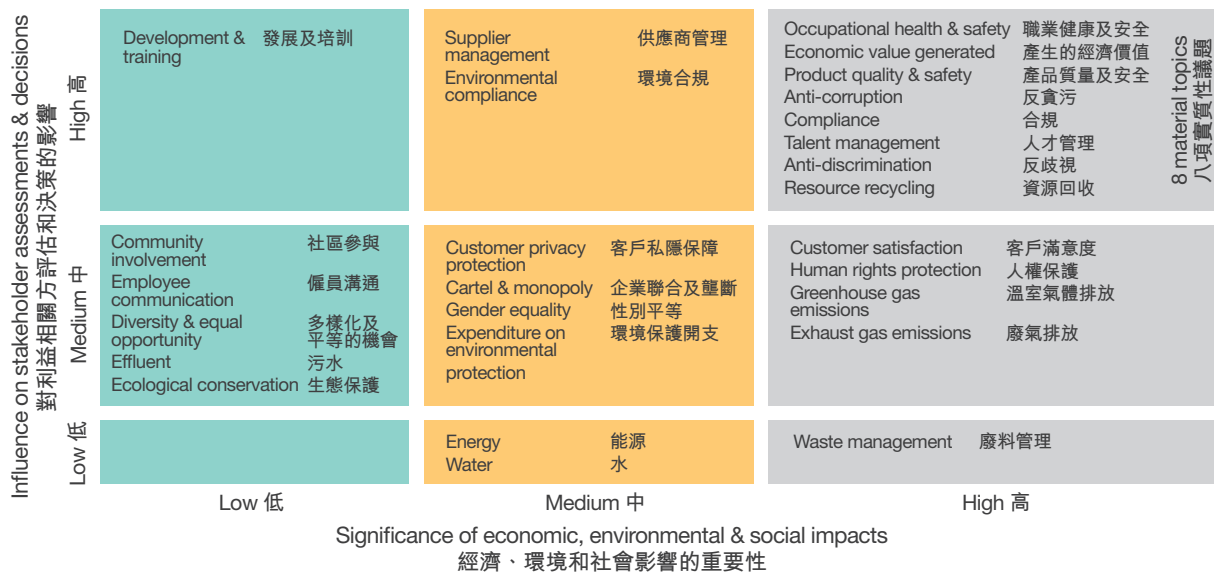 Influence on stakeholder assessments & decisions
對利益相關方評估和決策的影響
High 高
Development & 發展及培訓
training
Supplier 供應商管理
management
Environmental 環境合規
compliance
Occupational health & safety 職業健康及安全
Economic value generated 產生的經濟價值
Product quality & safety 產品質量及安全
Anti-corruption 反貪污
Compliance 合規
Talent management 人才管理
Anti-discrimination 反歧視
Resource recycling 資源回收
8 material topics
八項實質性議題
Medium 中
Community 社區參與
involvement
Employee 僱員溝通
communication
Diversity & equal 多樣化及
opportunity 平等的機會
Effluent 污水
Ecological conservation 生態保護
Customer privacy 客戶私隱保障
protection
Cartel & monopoly 企業聯合及壟斷
Gender equality 性別平等
Expenditure on 環境保護開支
environmental
protection
Customer satisfaction 客戶滿意度
Human rights protection 人權保護
Greenhouse gas 溫室氣體排放
emissions
Exhaust gas emissions 廢氣排放
Low 低
Energy 能源
Water 水
Waste management 廢料管理
Low 低
Medium 中
High 高
Significance of economic, environmental & social impacts
經濟、環境和社會影響的重要性